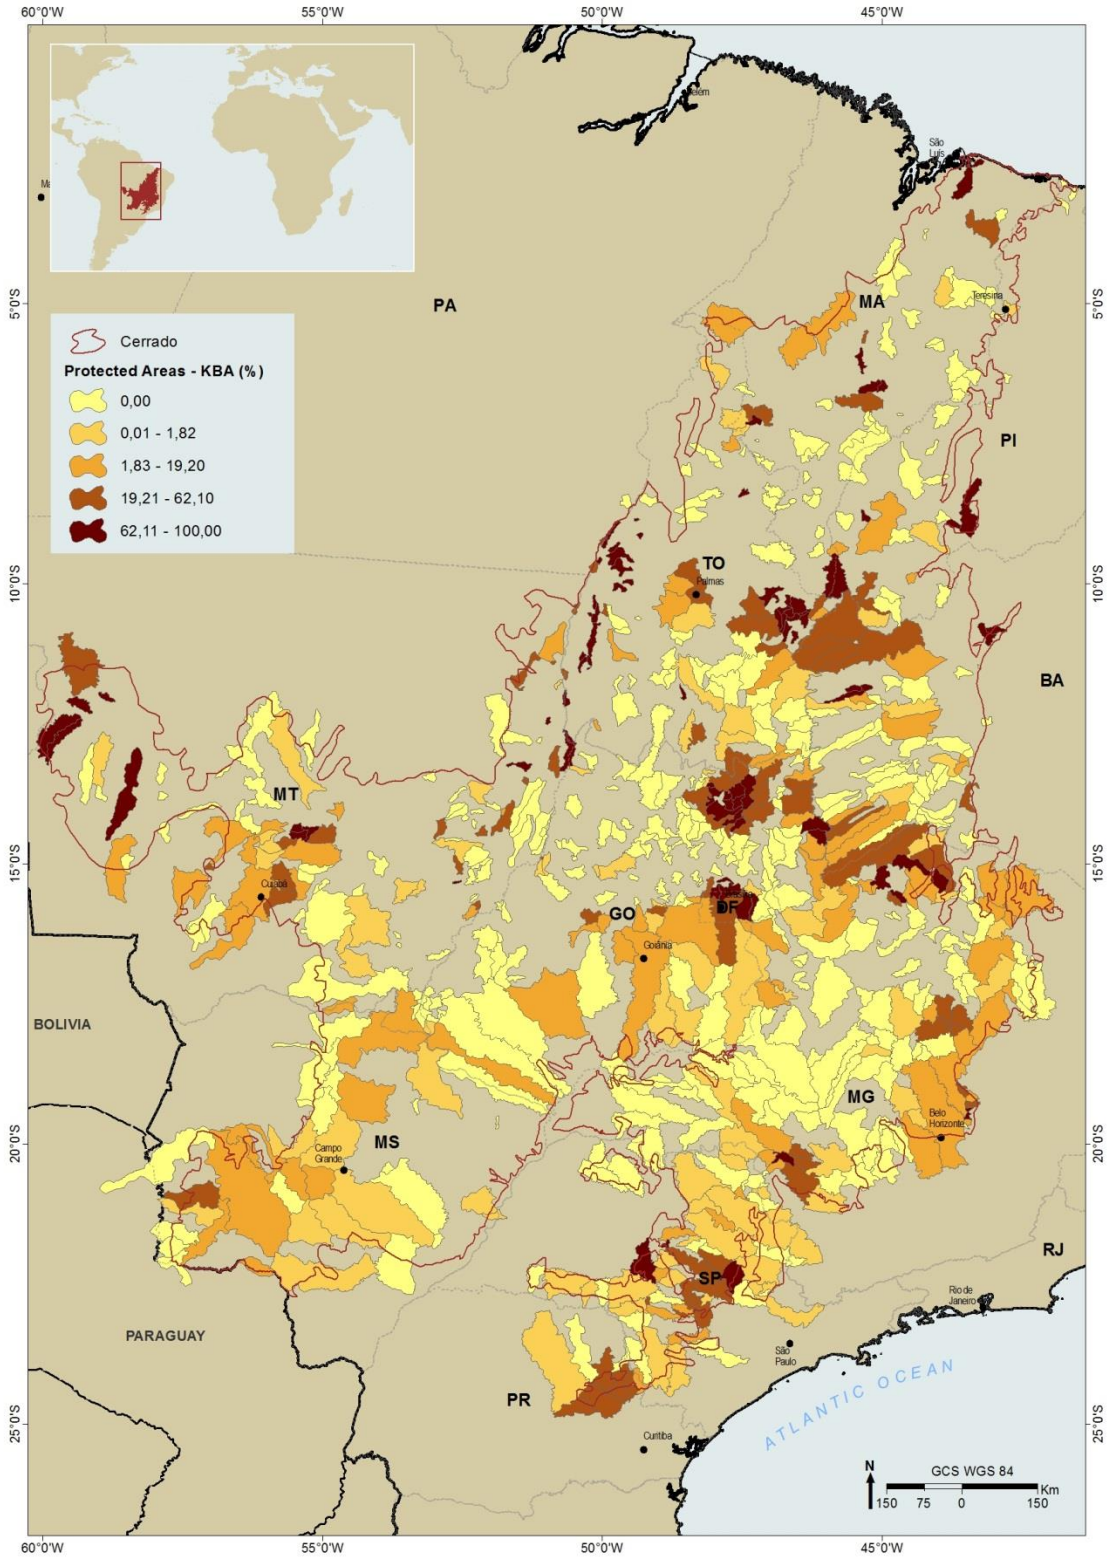 60°0'W
55°0'W
50°0'W
45°0'W
São
Luís
5°0'S
5°0'S
PA
MA
Teresina
Cerrado
Protected Areas - KBA (%)
0,00
0,01 - 1,82
1,83 - 19,20
19,21 - 62,10
62,11 - 100,00
PI
TO
Palmas
10°0'S
10°0'S
BA
MT
15°0'S
15°0'S
Cuiabá
GO
DF
Goiânia
BOLIVIA
MG
Belo
Horizonte
20°0'S
20°0'S
MS
Campo
Grande
RJ
SP
Rio de
Janeiro
PARAGUAY
São
Paulo
PR
ATLANTIC OCEAN
25°0'S
25°0'S
Curitiba
N
GCS WGS 84
Km
150 75 0 150
60°0'W
55°0'W
50°0'W
45°0'W